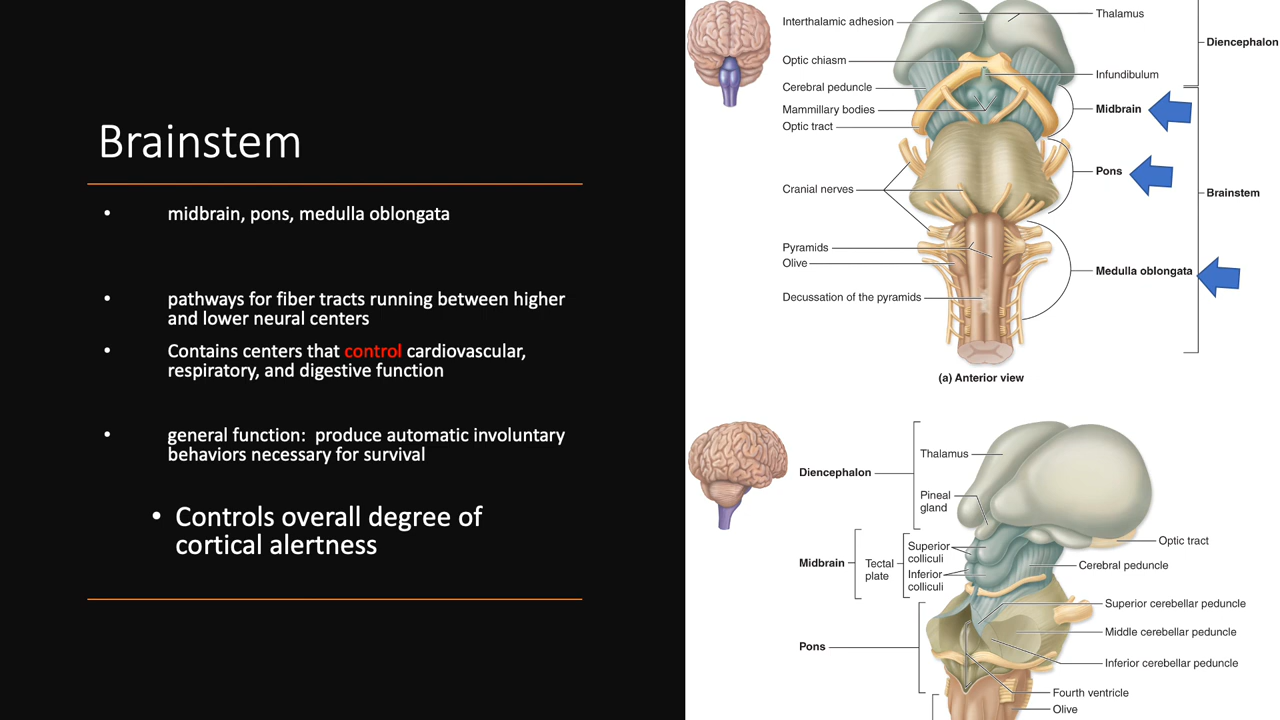 Brainstem
• midbrain, pons, medulla oblongata
• pathways for fiber tracts running between higher
and lower neural centers
• Contains centers that control cardiovascular,
respiratory, and digestive function
• general function: produce automatic involuntary
behaviors necessary for survival
• Controls overall degree of
cortical alertness
Interthalamic adhesion
Thalamus
Diencephalon
Optic chiasm
Infundibulum
Cerebral peduncle
Midbrain
Mammillary bodies
Optic tract
Pons
Cranial nerves
Brainstem
Pyramids
Olive
Medulla oblongata
Decussation of the pyramids
(a) Anterior view
Thalamus
Diencephalon
Pineal
gland
Optic tract
Superior
colliculi
Midbrain
Tectal
plate
Cerebral peduncle
Inferior
colliculi
Superior cerebellar peduncle
Middle cerebellar peduncle
Pons
Inferior cerebellar peduncle
Fourth ventricle
Olive